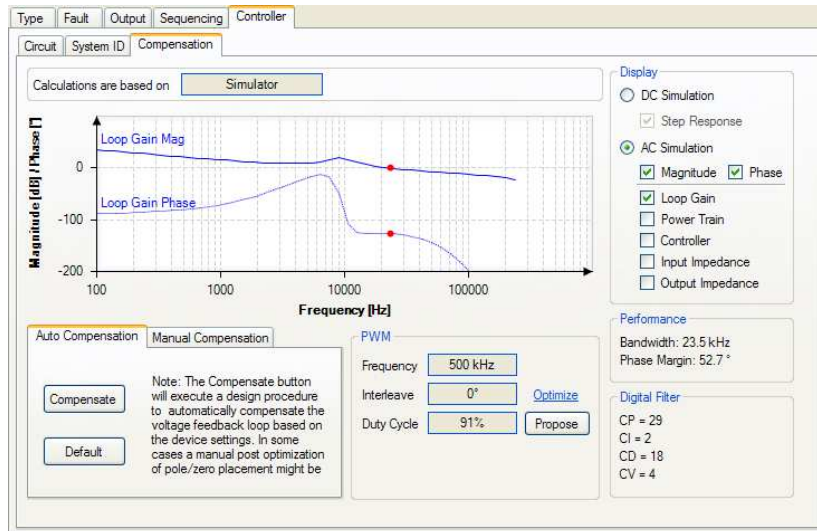 Type Fault Output Sequencing Controller
Circuit System ID Compensation
Calculations are based on Simulator
Magnitude [dB] / Phase [°]
Loop Gain Mag
Loop Gain Phase
0
-100
-200
100 1000 10000 100000
Frequency [Hz]
Display
DC Simulation
Step Response
AC Simulation
Magnitude Phase
Loop Gain
Power Train
Controller
Input Impedance
Output Impedance
Performance
Bandwidth: 23.5 kHz
Phase Margin: 52.7 °
Digital Filter
CP = 29
CI = 2
CD = 18
CV = 4
Auto Compensation Manual Compensation
Compensate
Default
Note: The Compensate button
will execute a design procedure
to automatically compensate the
voltage feedback loop based on
the device settings. In some
cases a manual post optimization
of pole/zero placement might be
PWM
Frequency 500 kHz
Interleave 0° Optimize
Duty Cycle 91% Propose